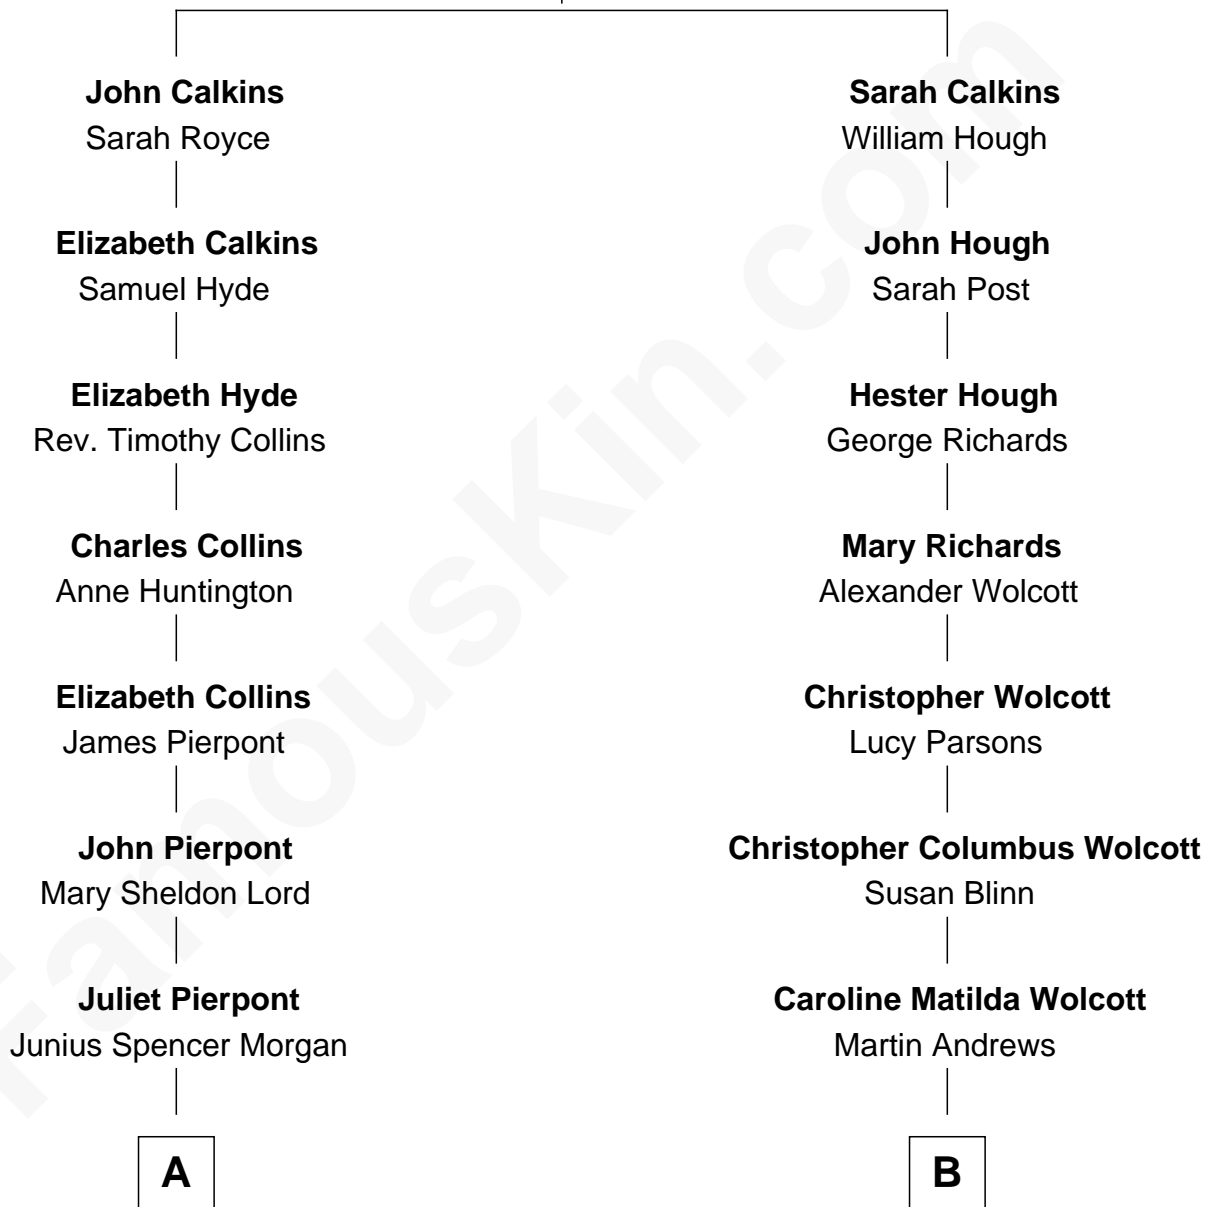 John Calkins
Sarah Royce
Elizabeth Calkins
Samuel Hyde
Elizabeth Hyde
Rev. Timothy Collins
Charles Collins
Anne Huntington
Elizabeth Collins
James Pierpont
John Pierpont
Mary Sheldon Lord
Juliet Pierpont
Junius Spencer Morgan
A
Sarah Calkins
William Hough
John Hough
Sarah Post
Hester Hough
George Richards
Mary Richards
Alexander Wolcott
Christopher Wolcott
Lucy Parsons
Christopher Columbus Wolcott
Susan Blinn
Caroline Matilda Wolcott
Martin Andrews
B
FamousKin.com